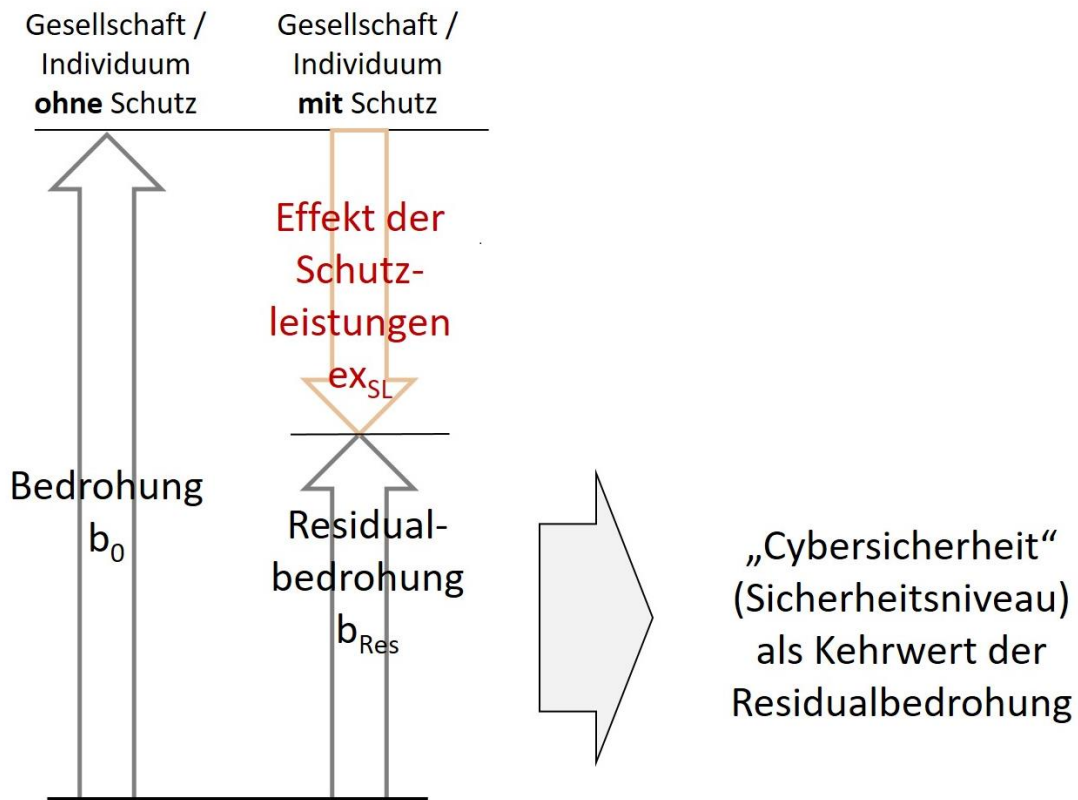 Gesellschaft /
Individuum
ohne Schutz
Gesellschaft /
Individuum
mit Schutz
Effekt der
Schutz-
leistungen
exSL
Bedrohung
b0
Residual-
bedrohung
bRes
„Cybersicherheit“
(Sicherheitsniveau)
als Kehrwert der
Residualbedrohung